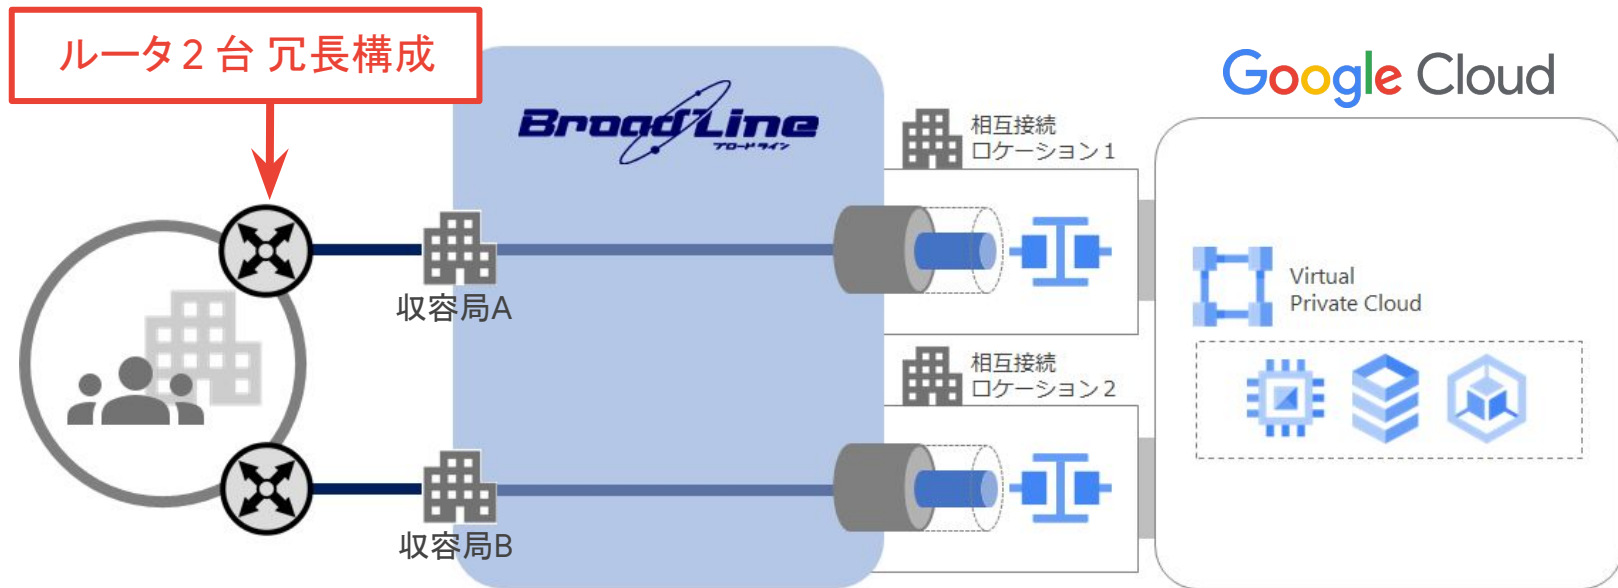 ルータ2台 冗長構成
BroadLine
ブロードライン
Google Cloud
相互接続
ロケーション1
収容局A
Virtual
Private Cloud
相互接続
ロケーション2
収容局B